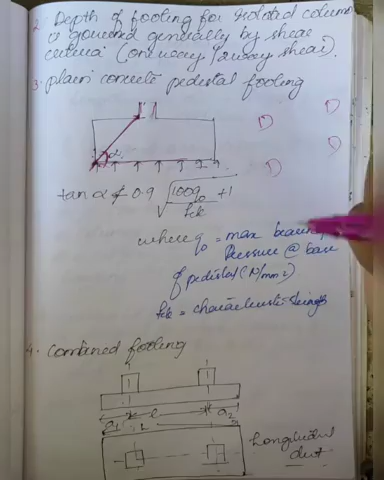 2. Depth of footing for isolated column
is governed generally by shear
criteria (one way / 2 way shear).
3. plain concrete pedestal footing
α
tan α ≮ 0.9 √(100q₀/fck + 1)
where q₀ = max bearing
Pressure @ base
of pedestal (N/mm2)
fck = characteristic strength
4. Combined footing
a₁ l a₂
L
Longitudinal